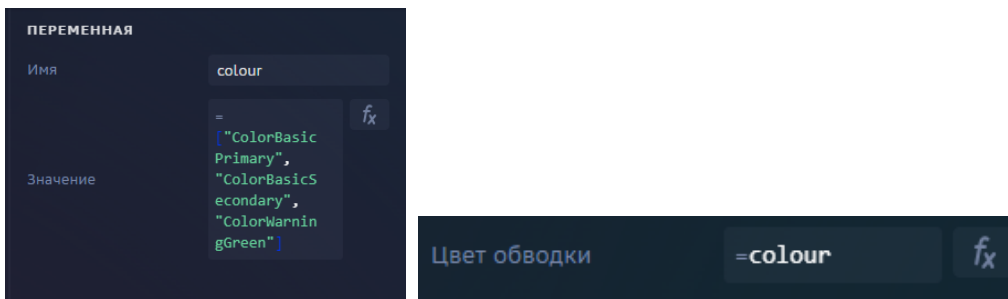 ПЕРЕМЕННАЯ
Имя
colour
Значение
=
["ColorBasic
Primary",
"ColorBasicS
econdary",
"ColorWarnin
gGreen"]
fx
Цвет обводки
=colour
fx